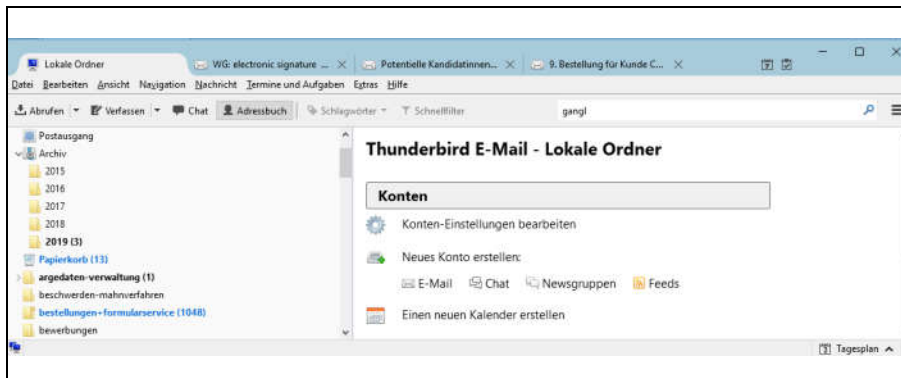 Lokale Ordner
WG: electronic signature ...
Potentielle Kandidatinnen...
9. Bestellung für Kunde C...
Datei Bearbeiten Ansicht Navigation Nachricht Termine und Aufgaben Extras Hilfe
Abrufen Verfassen Chat Adressbuch Schlagwörter Schnellfilter gangl
Postausgang
Archiv
2015
2016
2017
2018
2019 (3)
Papierkorb (13)
argedaten-verwaltung (1)
beschwerden-mahnverfahren
bestellungen+formularservice (1048)
bewerbungen
Thunderbird E-Mail - Lokale Ordner
Konten
Konten-Einstellungen bearbeiten
Neues Konto erstellen:
E-Mail Chat Newsgruppen Feeds
Einen neuen Kalender erstellen
Tagesplan